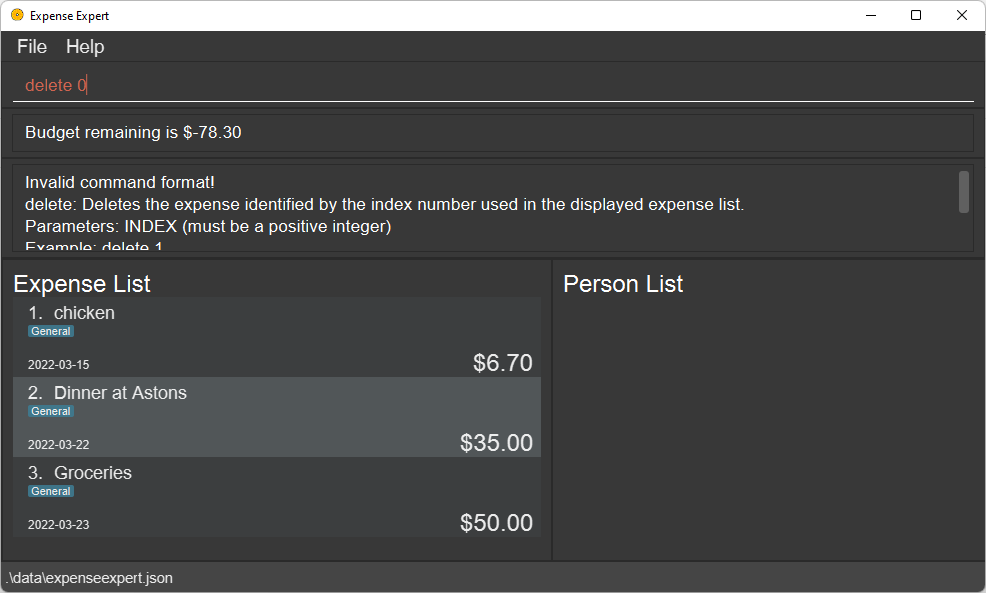 Expense Expert
File Help
delete 0
Budget remaining is $-78.30
Invalid command format!
delete: Deletes the expense identified by the index number used in the displayed expense list.
Parameters: INDEX (must be a positive integer)
Example: delete 1
Expense List
1. chicken
General
2022-03-15 $6.70
2. Dinner at Astons
General
2022-03-22 $35.00
3. Groceries
General
2022-03-23 $50.00
Person List
.\data\expenseexpert.json